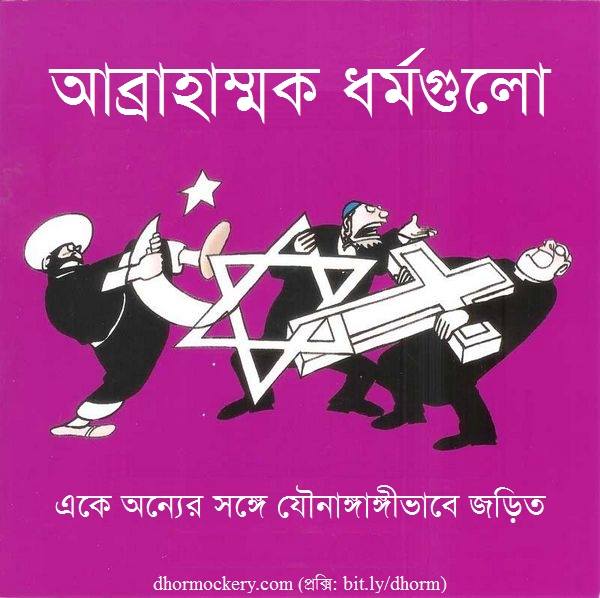 আব্রাহাম্মক ধর্মগুলো
একে অন্যের সঙ্গে যৌনাঙ্গাঙ্গীভাবে জড়িত
dhormockery.com (প্রক্সি: bit.ly/dhorm)